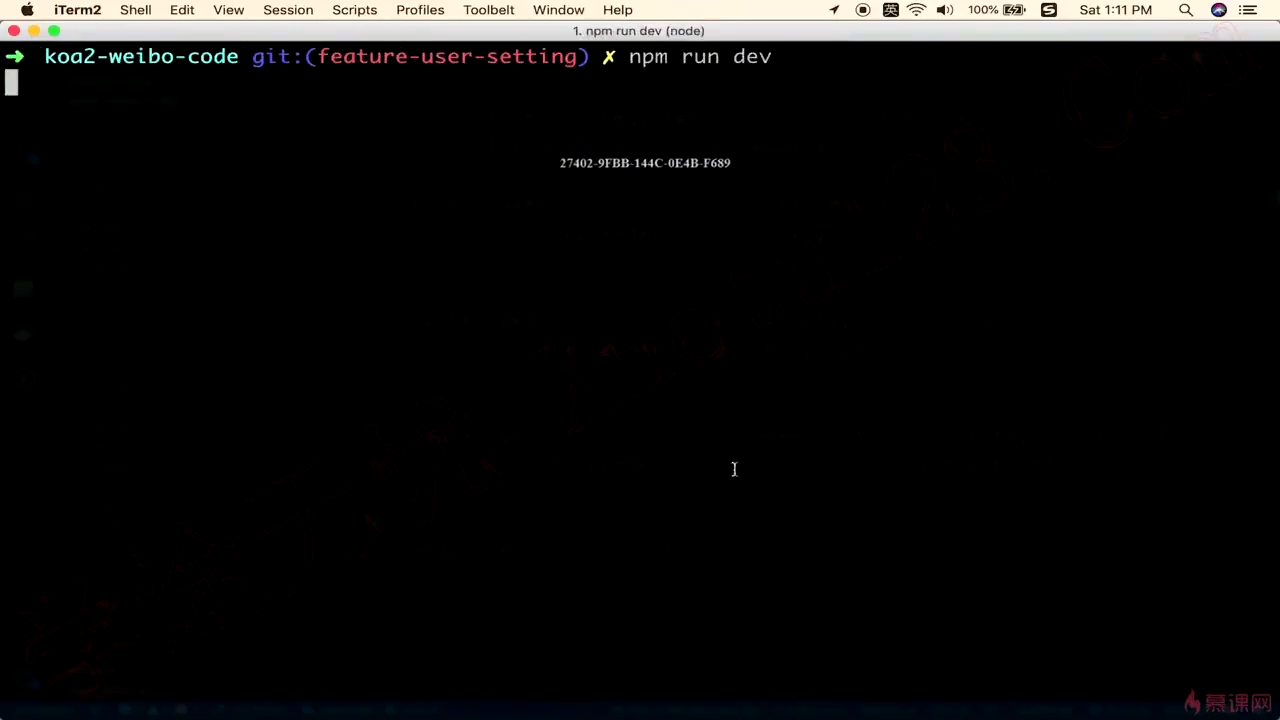 iTerm2 Shell Edit View Session Scripts Profiles Toolbelt Window Help 英 100% S Sat 1:11 PM
1. npm run dev (node)
➜ koa2-weibo-code git:(feature-user-setting) ✗ npm run dev
27402-9FBB-144C-0E4B-F689
慕课网